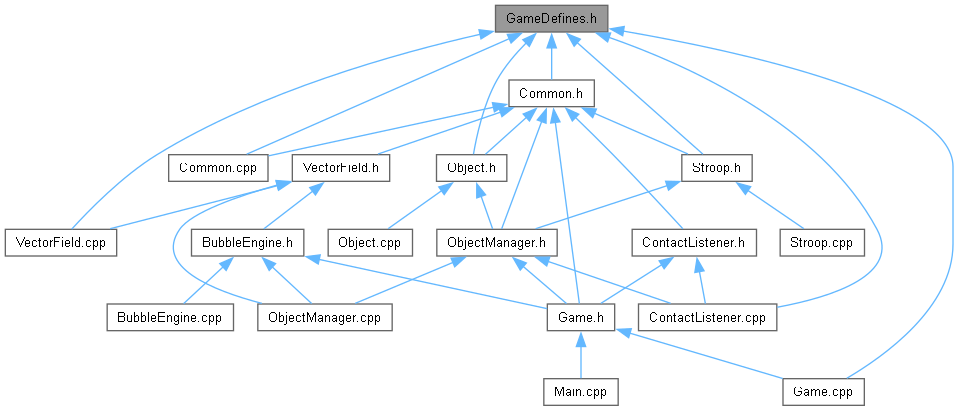 GameDefines.h
Common.h
Common.cpp
VectorField.h
Object.h
Stroop.h
VectorField.cpp
BubbleEngine.h
Object.cpp
ObjectManager.h
ContactListener.h
Stroop.cpp
BubbleEngine.cpp
ObjectManager.cpp
Game.h
ContactListener.cpp
Main.cpp
Game.cpp